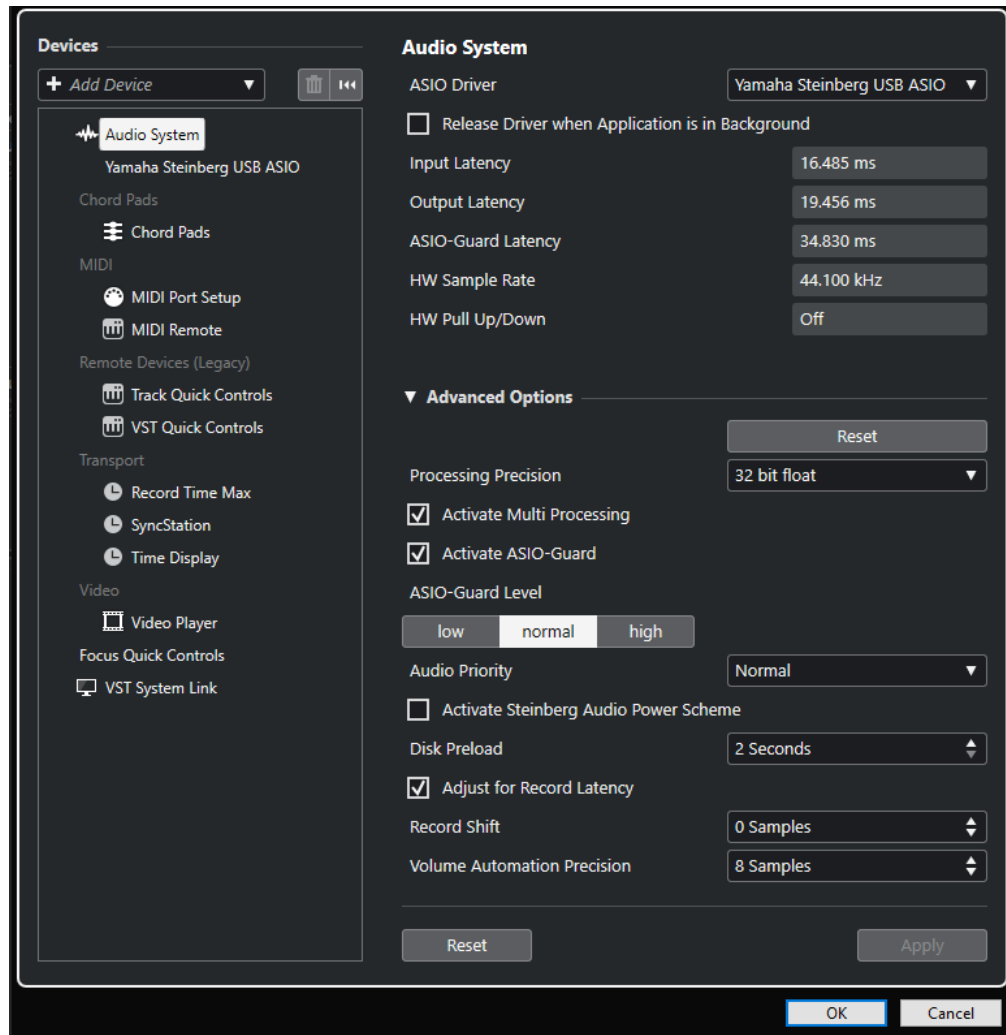 Devices
+ Add Device
Audio System
Yamaha Steinberg USB ASIO
Chord Pads
Chord Pads
MIDI
MIDI Port Setup
MIDI Remote
Remote Devices (Legacy)
Track Quick Controls
VST Quick Controls
Transport
Record Time Max
SyncStation
Time Display
Video
Video Player
Focus Quick Controls
VST System Link
Audio System
ASIO Driver Yamaha Steinberg USB ASIO
Release Driver when Application is in Background
Input Latency 16.485 ms
Output Latency 19.456 ms
ASIO-Guard Latency 34.830 ms
HW Sample Rate 44.100 kHz
HW Pull Up/Down Off
Advanced Options
Reset
Processing Precision 32 bit float
Activate Multi Processing
Activate ASIO-Guard
ASIO-Guard Level
low normal high
Audio Priority Normal
Activate Steinberg Audio Power Scheme
Disk Preload 2 Seconds
Adjust for Record Latency
Record Shift 0 Samples
Volume Automation Precision 8 Samples
Reset Apply
OK Cancel